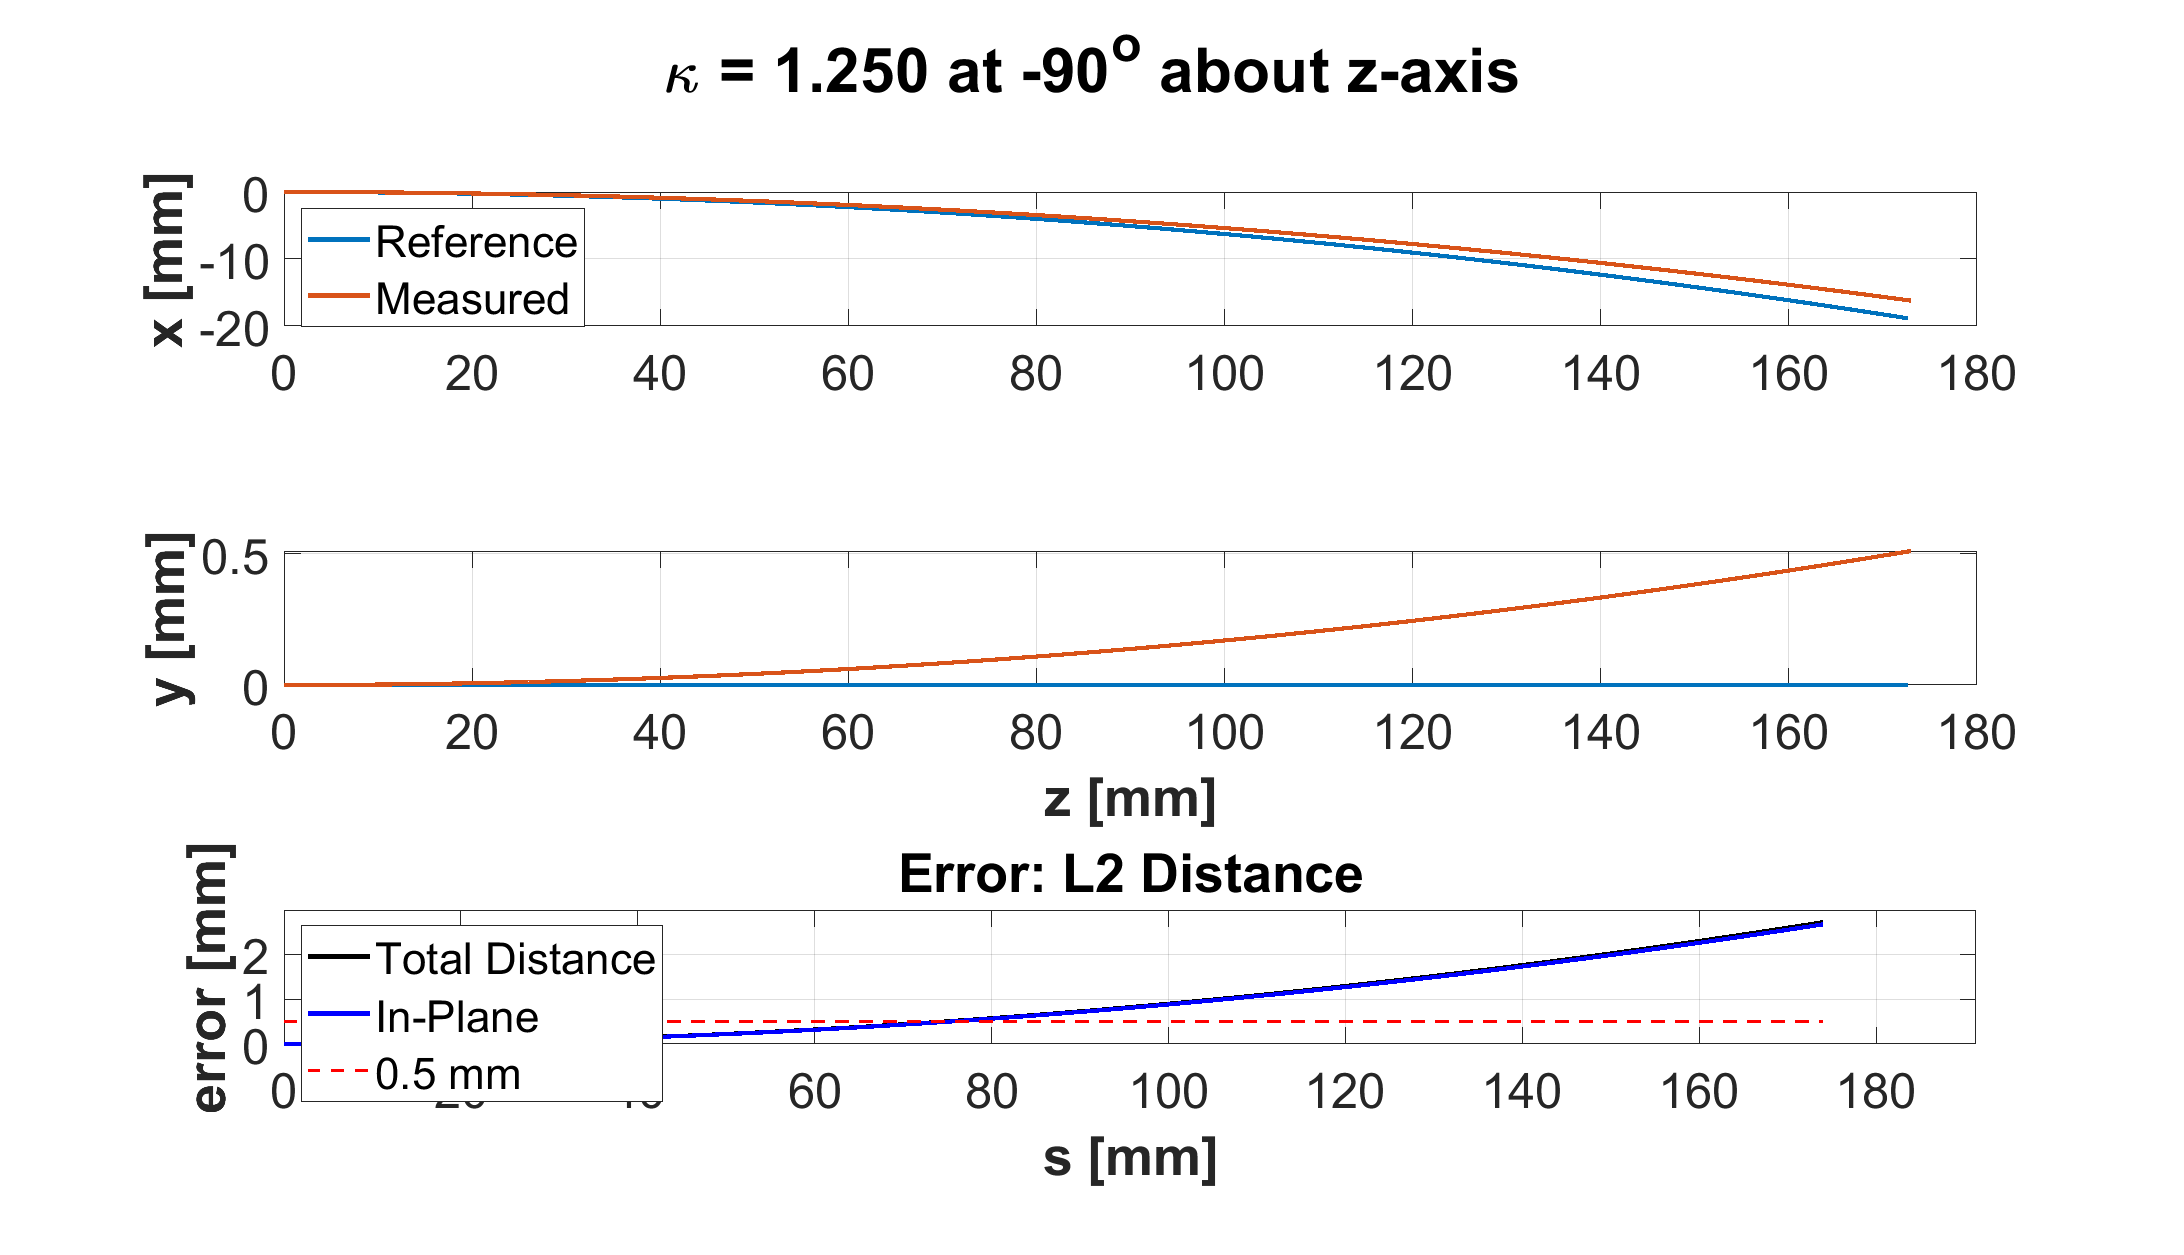 κ = 1.250 at -90° about z-axis
x [mm]
0
-10
-20
Reference
Measured
0 20 40 60 80 100 120 140 160 180
y [mm]
0.5
0
0 20 40 60 80 100 120 140 160 180
z [mm]
Error: L2 Distance
error [mm]
2
1
0
Total Distance
In-Plane
0.5 mm
0 20 40 60 80 100 120 140 160 180
s [mm]